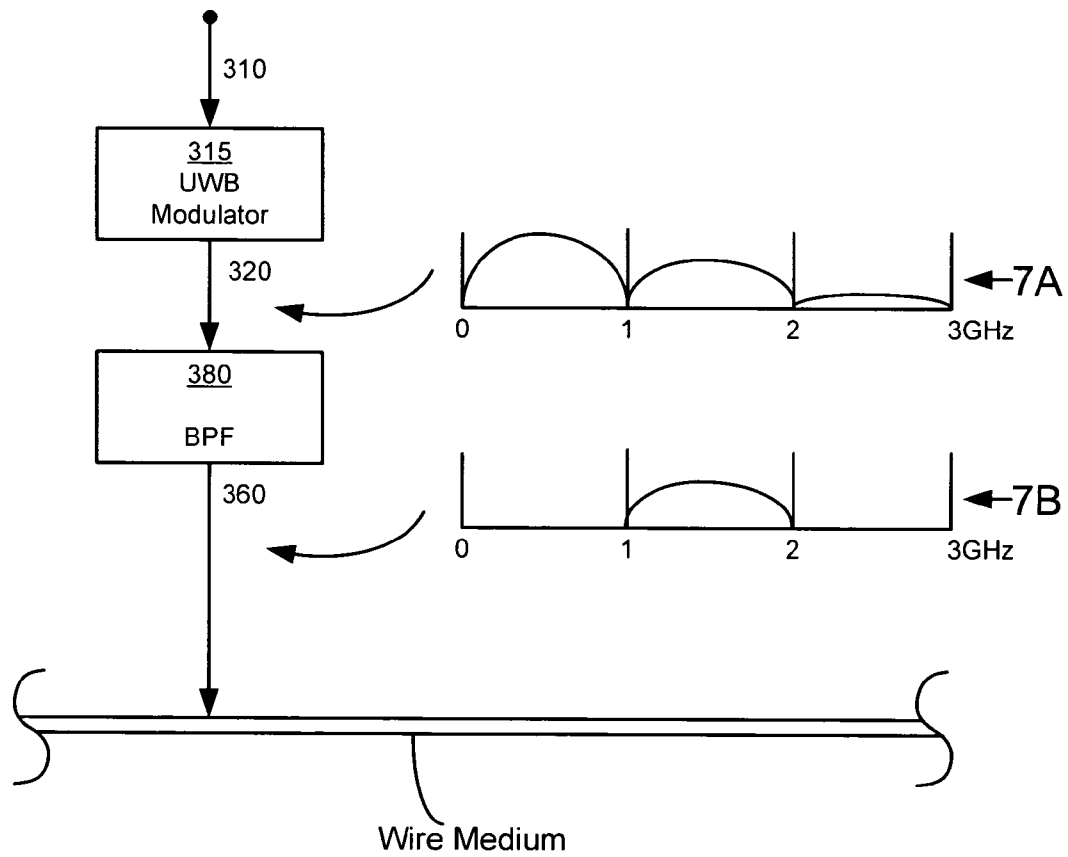 310
315
UWB
Modulator
320
7A
0 1 2 3GHz
380
BPF
360
7B
0 1 2 3GHz
Wire Medium